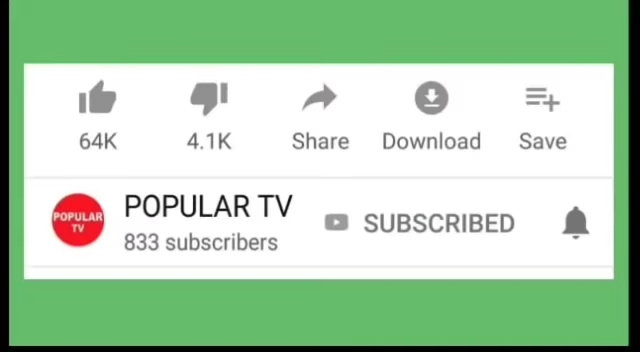 64K 4.1K Share Download Save
POPULAR
TV
POPULAR TV
833 subscribers
SUBSCRIBED